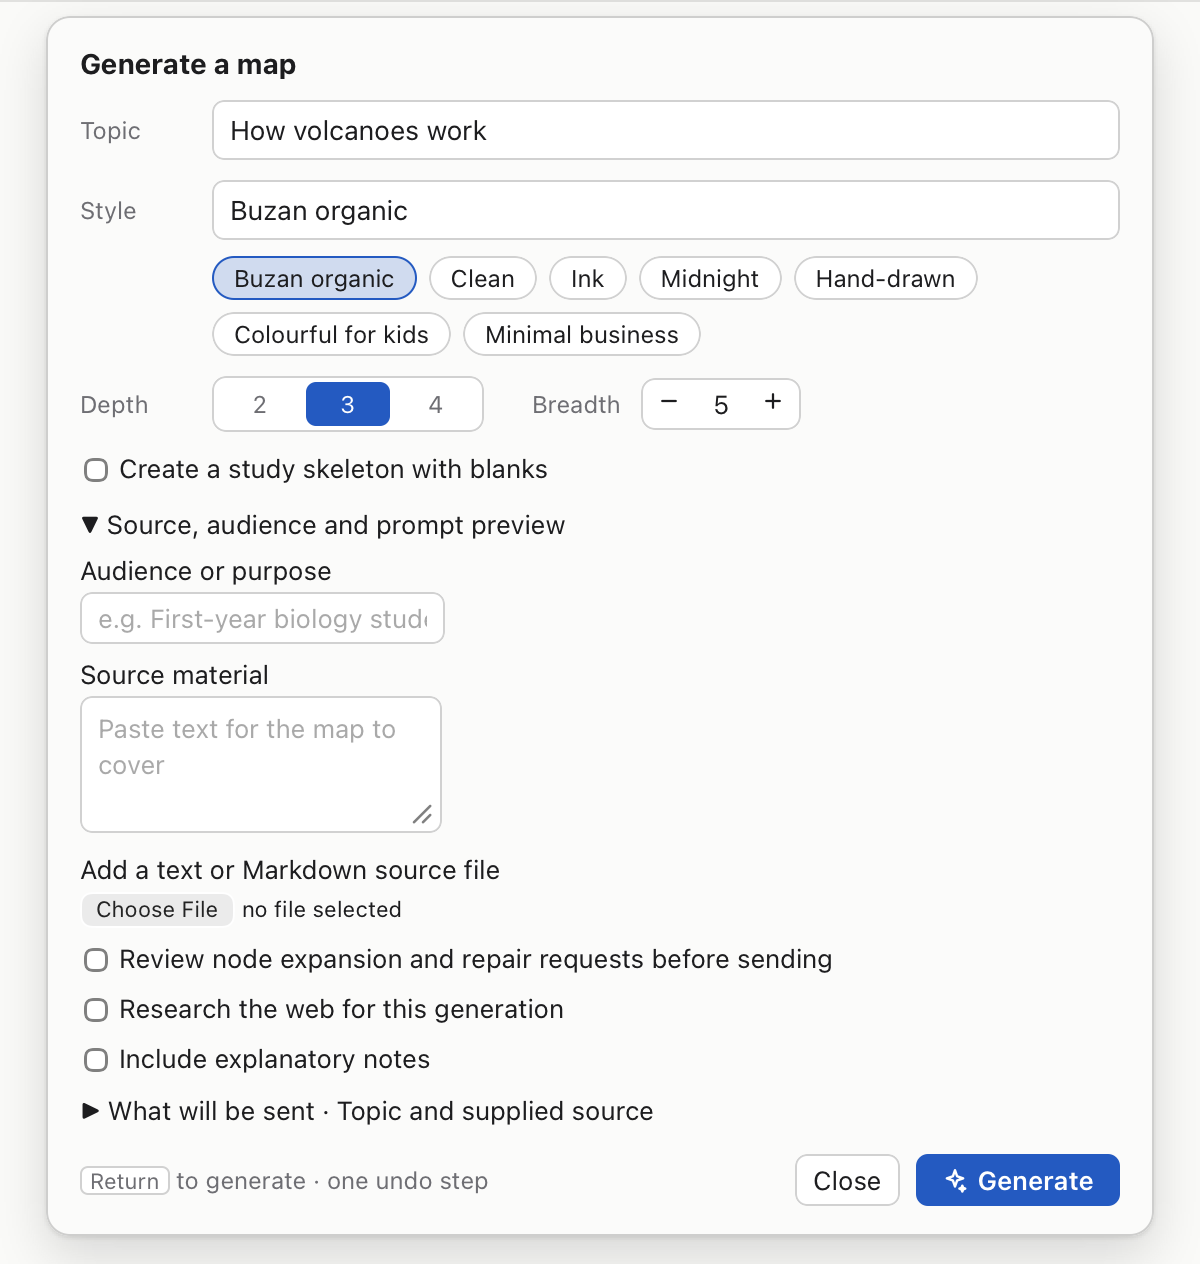 Generate a map
Topic How volcanoes work
Style Buzan organic
Buzan organic Clean Ink Midnight Hand-drawn
Colourful for kids Minimal business
Depth 2 3 4 Breadth − 5 +
Create a study skeleton with blanks
Source, audience and prompt preview
Audience or purpose
e.g. First-year biology stud
Source material
Paste text for the map to
cover
Add a text or Markdown source file
Choose File no file selected
Review node expansion and repair requests before sending
Research the web for this generation
Include explanatory notes
What will be sent · Topic and supplied source
Return to generate · one undo step Close Generate